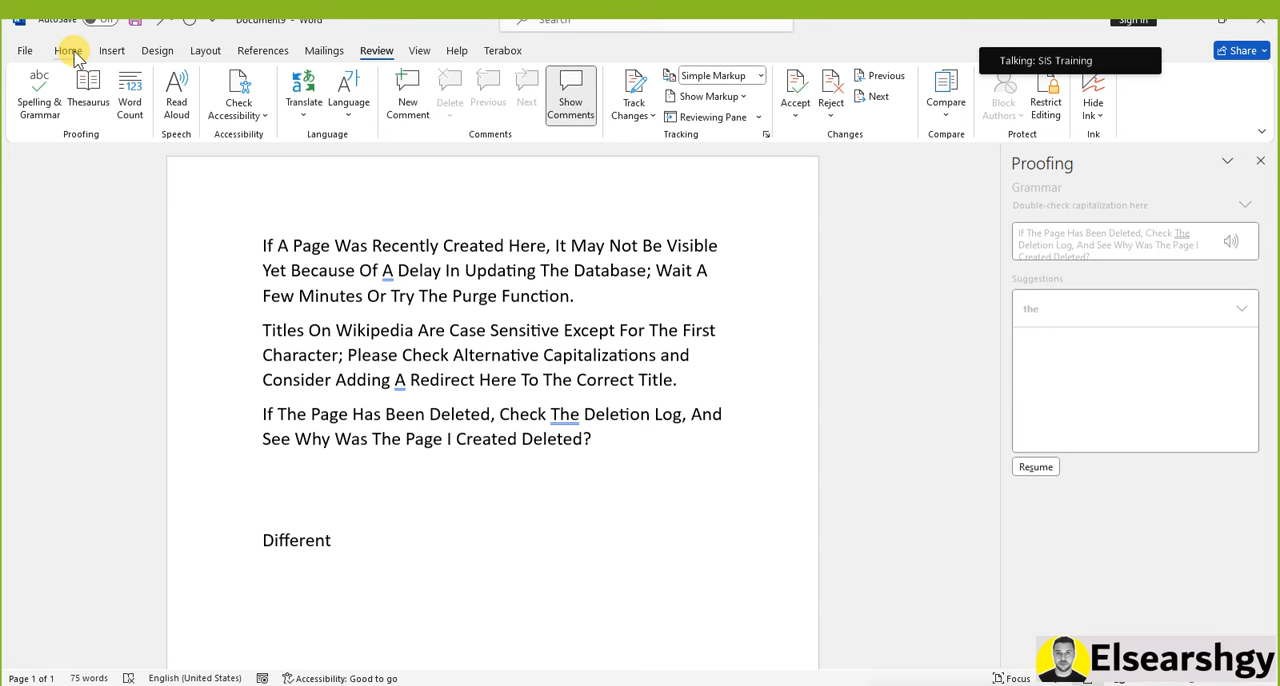 AutoSave Off Document9 - Word Search Sign in
File Home Insert Design Layout References Mailings Review View Help Terabox
Talking: SIS Training
Share
abc Spelling & Grammar
Thesaurus
123 Word Count
Proofing
Read Aloud
Speech
Check Accessibility
Accessibility
Translate
Language
Language
New Comment
Delete
Previous
Next
Show Comments
Comments
Track Changes
Simple Markup
Show Markup
Reviewing Pane
Tracking
Accept
Reject
Previous
Next
Changes
Compare
Compare
Block Authors
Restrict Editing
Protect
Hide Ink
Ink
If A Page Was Recently Created Here, It May Not Be Visible
Yet Because Of A Delay In Updating The Database; Wait A
Few Minutes Or Try The Purge Function.
Titles On Wikipedia Are Case Sensitive Except For The First
Character; Please Check Alternative Capitalizations and
Consider Adding A Redirect Here To The Correct Title.
If The Page Has Been Deleted, Check The Deletion Log, And
See Why Was The Page I Created Deleted?
Different
Proofing
Grammar
Double-check capitalization here
If The Page Has Been Deleted, Check The
Deletion Log, And See Why Was The Page I
Created Deleted?
Suggestions
the
Resume
Page 1 of 1 75 words English (United States) Accessibility: Good to go Focus
Elsearshgy